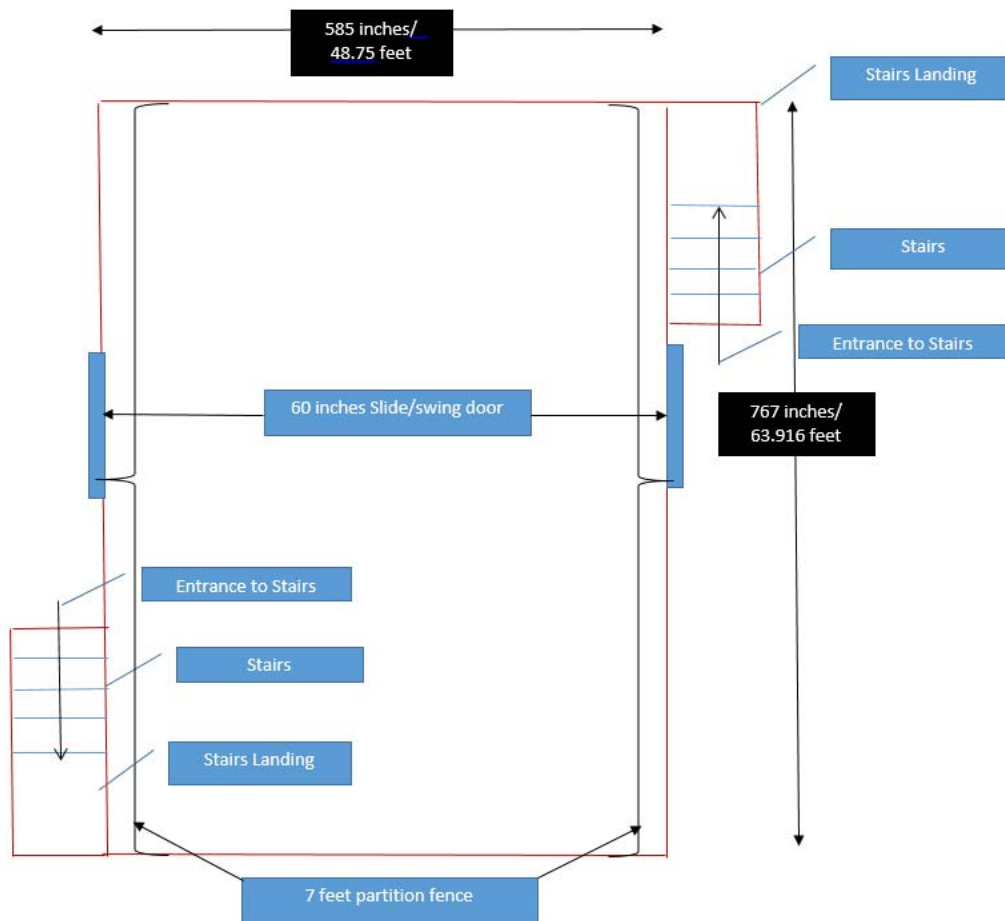 585 inches/
48.75 feet
Stairs Landing
Stairs
Entrance to Stairs
60 inches Slide/swing door
767 inches/
63.916 feet
Entrance to Stairs
Stairs
Stairs Landing
7 feet partition fence